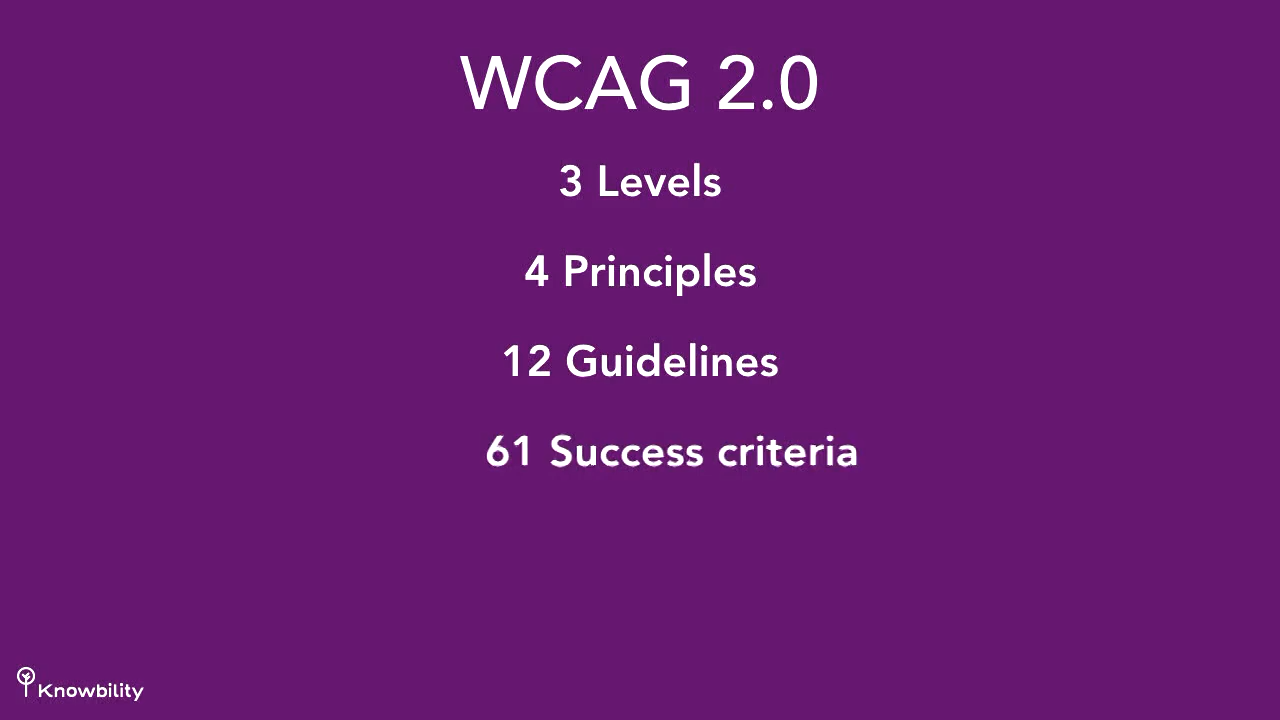 WCAG 2.0
3 Levels
4 Principles
12 Guidelines
61 Success criteria
Knowbility